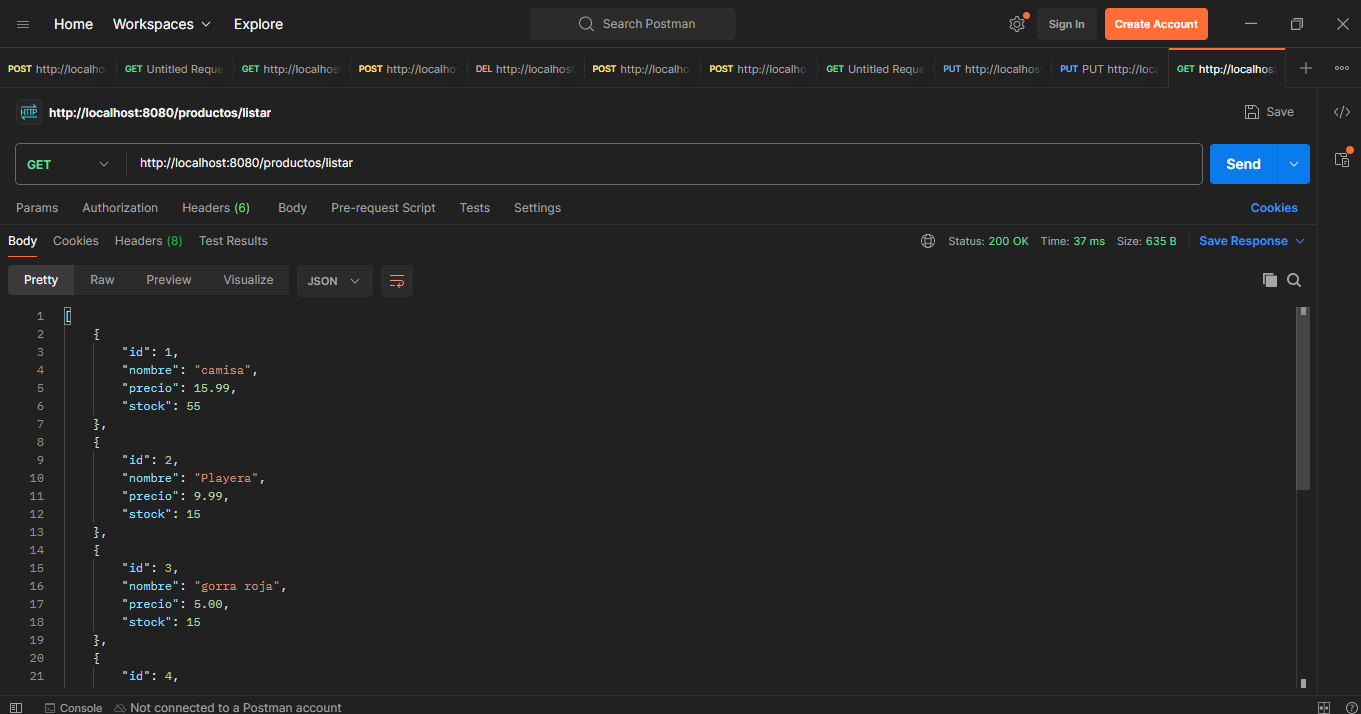 Home Workspaces Explore Search Postman Sign In Create Account
POST http://localho GET Untitled Reque GET http://localhost POST http://localho DEL http://localhost POST http://localho POST http://localho GET Untitled Reque PUT http://localhos PUT PUT http://loca GET http://localhost
HTTP http://localhost:8080/productos/listar Save
GET http://localhost:8080/productos/listar Send
Params Authorization Headers (6) Body Pre-request Script Tests Settings Cookies
Body Cookies Headers (8) Test Results Status: 200 OK Time: 37 ms Size: 635 B Save Response
Pretty Raw Preview Visualize JSON
1 [
2 {
3 "id": 1,
4 "nombre": "camisa",
5 "precio": 15.99,
6 "stock": 55
7 },
8 {
9 "id": 2,
10 "nombre": "Playera",
11 "precio": 9.99,
12 "stock": 15
13 },
14 {
15 "id": 3,
16 "nombre": "gorra roja",
17 "precio": 5.00,
18 "stock": 15
19 },
20 {
21 "id": 4,
Console Not connected to a Postman account